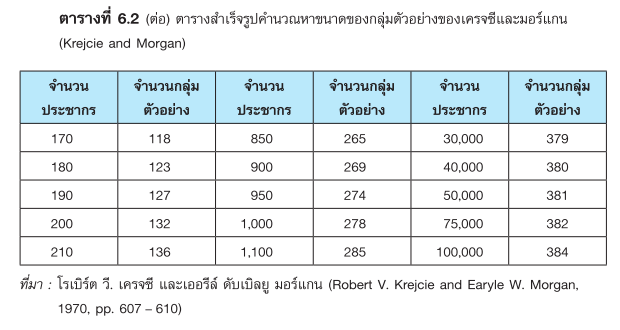 ตารางที่ 6.2 (ต่อ) ตารางสำเร็จรูปคำนวณหาขนาดของกลุ่มตัวอย่างของเครจซีและมอร์แกน
(Krejcie and Morgan)
จำนวนประชากร จำนวนกลุ่มตัวอย่าง จำนวนประชากร จำนวนกลุ่มตัวอย่าง จำนวนประชากร จำนวนกลุ่มตัวอย่าง
170 118 850 265 30,000 379
180 123 900 269 40,000 380
190 127 950 274 50,000 381
200 132 1,000 278 75,000 382
210 136 1,100 285 100,000 384
ที่มา : โรเบิร์ต วี. เครจซี และเออรีล์ ดับเบิลยู มอร์แกน (Robert V. Krejcie and Earyle W. Morgan,
1970, pp. 607 – 610)